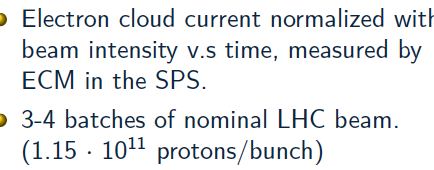 Electron cloud current normalized with
beam intensity v.s time, measured by
ECM in the SPS.
3-4 batches of nominal LHC beam.
(1.15 · 10¹¹ protons/bunch)